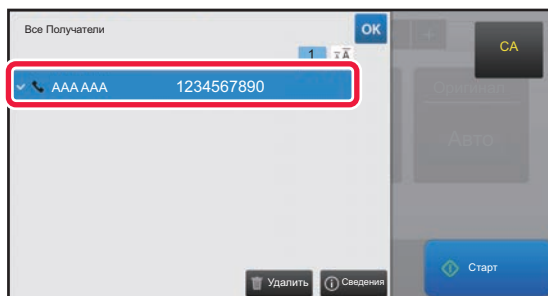 Все Получатели
OK
CA
1
AAA AAA 1234567890
Оригинал
Авто
Удалить
Сведения
Старт